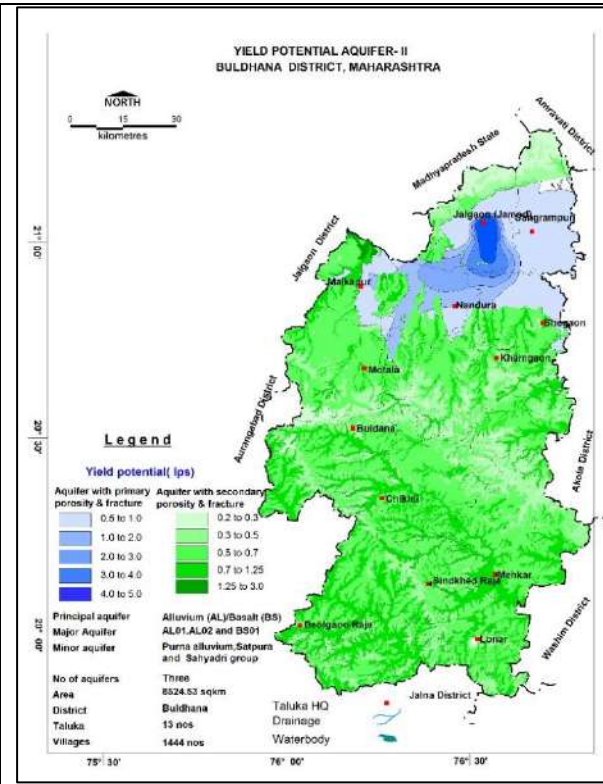 YIELD POTENTIAL AQUIFER- II
BULDHANA DISTRICT, MAHARASHTRA
NORTH
0 15 30
kilometres
Amravati District
Madhyapradesh State
Jalgaon (Jamod)
Sangrampur
21° 00'
Jalgaon District
Malkapur
Nandura
Shegaon
Khamgaon
Motala
Aurangabad District
Buldana
20° 30'
Akola District
Chikhli
Legend
Yield potential( lps)
Aquifer with primary porosity & fracture
0.5 to 1.0
1.0 to 2.0
2.0 to 3.0
3.0 to 4.0
4.0 to 5.0
Aquifer with secondary porosity & fracture
0.2 to 0.3
0.3 to 0.5
0.5 to 0.7
0.7 to 1.25
1.25 to 3.0
Mehkar
Sindkhed Raja
Lonar
20° 00'
Washim District
Jalna District
Principal aquifer Alluvium (AL)/Basalt (BS)
Major Aquifer AL01,AL02 and BS01
Minor aquifer Purna alluvium,Satpura and Sahyadri group
No of aquifers Three
Area 8524.53 sqkm
District Buldhana
Taluka 13 nos
Villages 1444 nos
Taluka HQ
Drainage
Waterbody
75° 30' 76° 00' 76° 30'